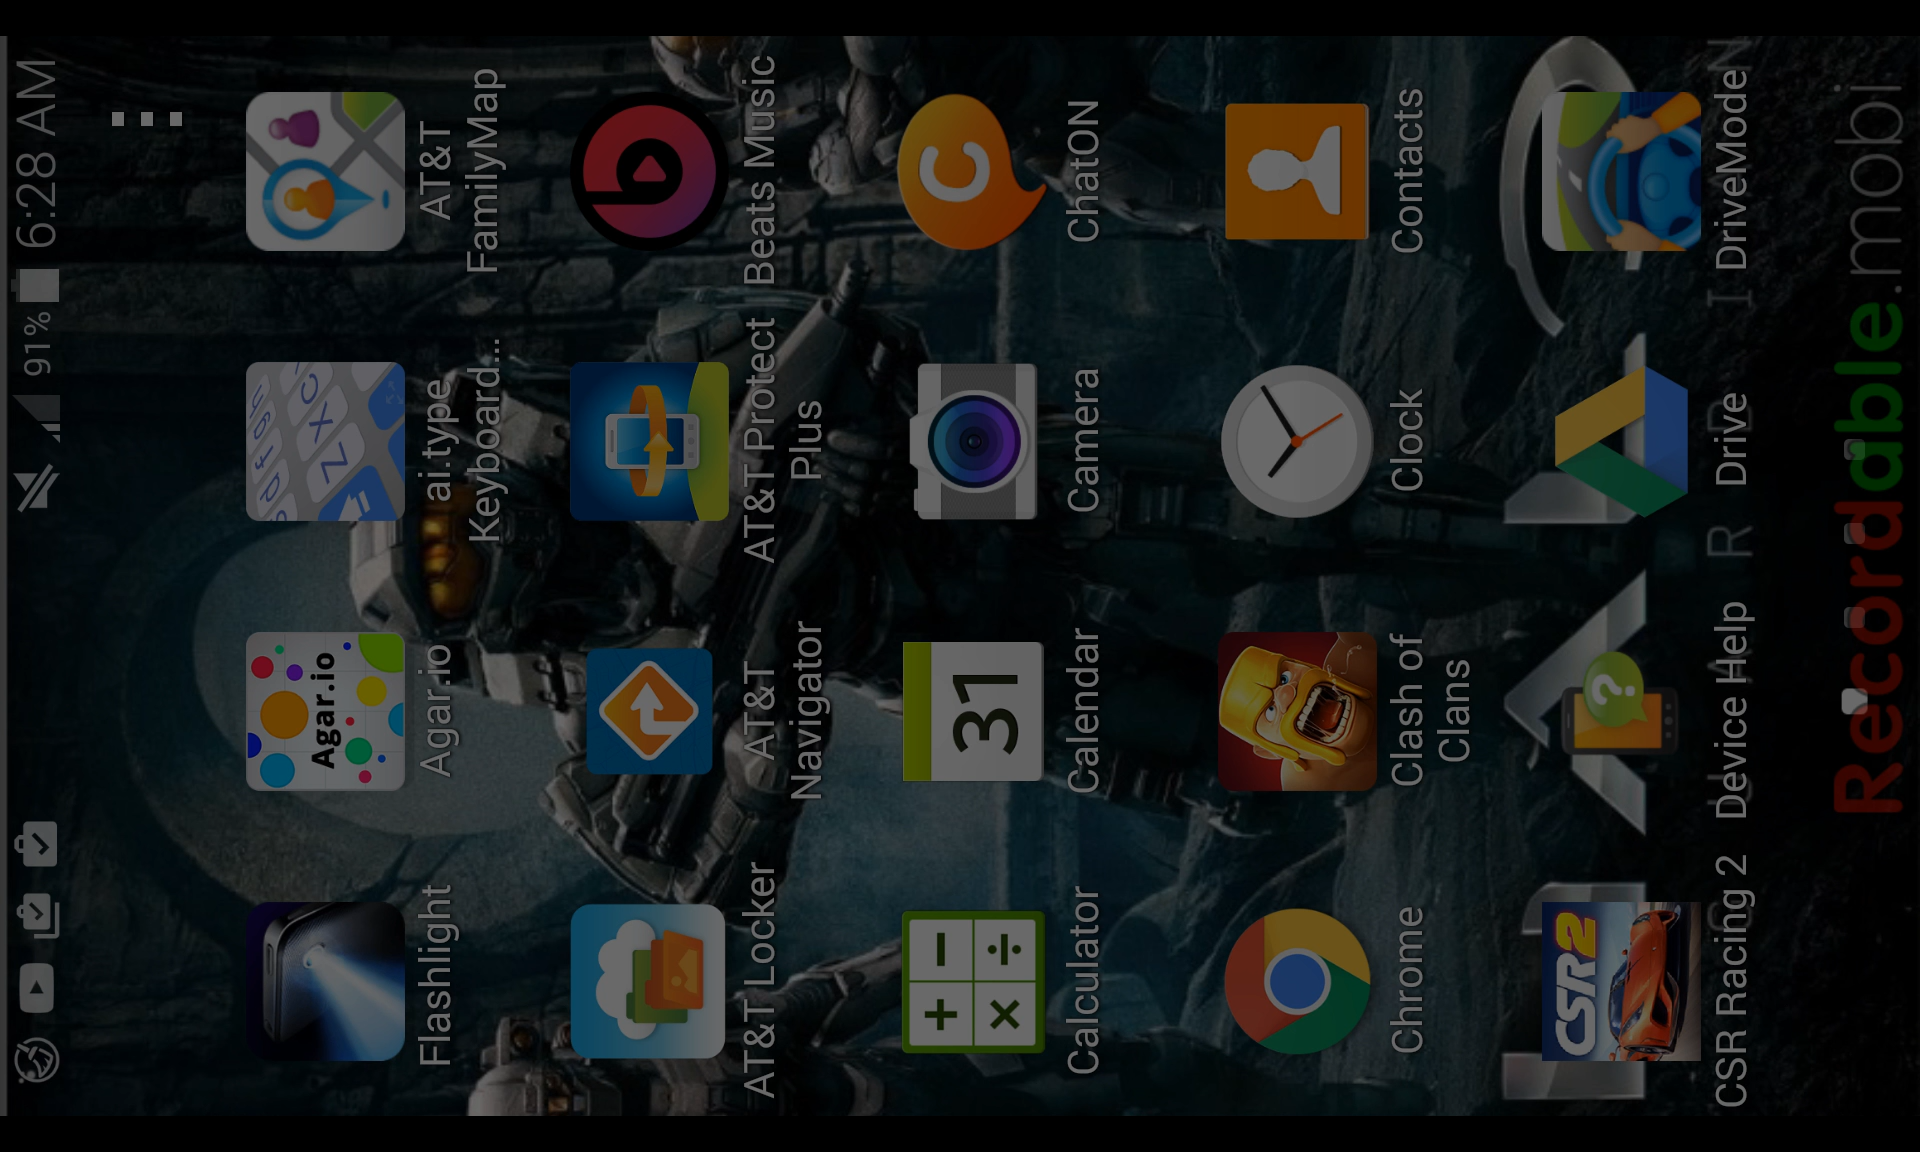 91% 6:28 AM
Flashlight
Agar.io
Agar.io
ai.type
Keyboard...
AT&T
FamilyMap
AT&T Locker
AT&T
Navigator
AT&T Protect
Plus
b
Beats Music
+ − × ÷
Calculator
31
Calendar
Camera
C
ChatON
Chrome
Clash of
Clans
Clock
Contacts
CSR2
CSR Racing 2
?
Device Help
Drive
DriveMode
Recordable.mobi